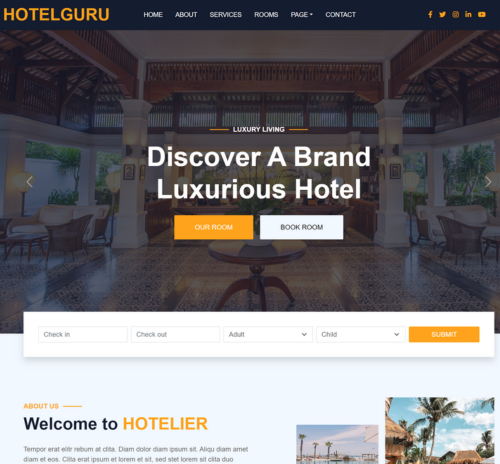 HOTELGURU
HOME ABOUT SERVICES ROOMS PAGE CONTACT
LUXURY LIVING
Discover A Brand
Luxurious Hotel
OUR ROOM BOOK ROOM
Check in Check out Adult Child SUBMIT
ABOUT US
Welcome to HOTELIER
Tempor erat elitr rebum at clita. Diam dolor diam ipsum sit. Aliqu diam amet
diam et eos. Clita erat ipsum et lorem et sit, sed stet lorem sit clita duo